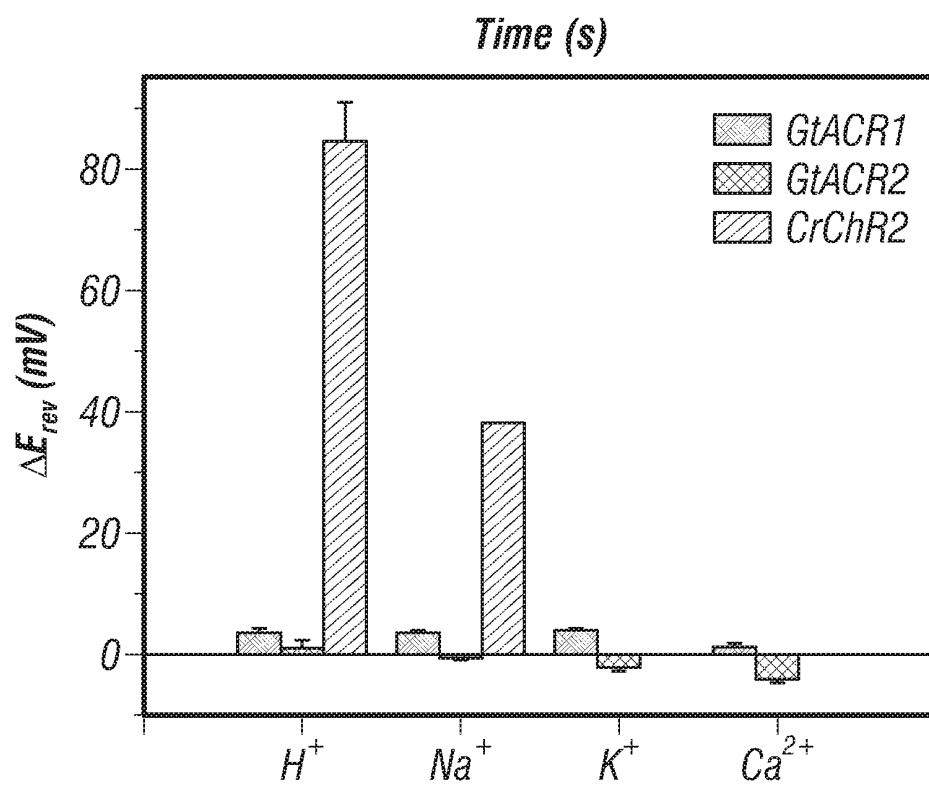 Time (s)
GtACR1
GtACR2
CrChR2
80
60
40
20
0
ΔE_rev (mV)
H⁺ Na⁺ K⁺ Ca²⁺